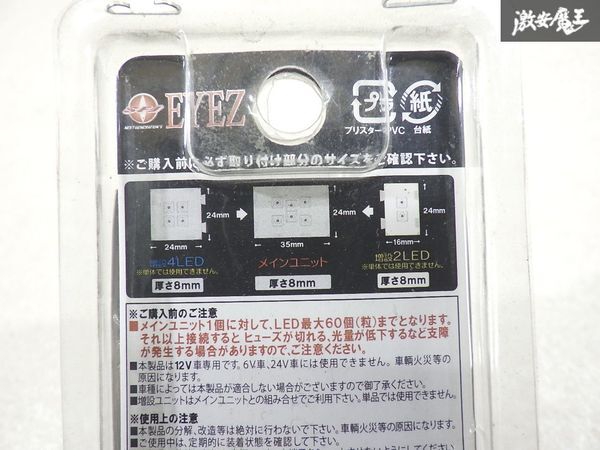 激安魔王
EYEZ
プラ
紙
ブリスター:PVC 台紙
※ご購入前に必ず取り付け部分のサイズをご確認下さい。
24mm
24mm
24mm
24mm
35mm
16mm
増設4LED
メインユニット
増設2LED
※単体では使用できません。
※単体では使用できません。
厚さ8mm
厚さ8mm
厚さ8mm
※ご購入前のご注意
■メインユニット1個に対して、LED最大60個(粒)までとなります。
それ以上接続すると ヒューズが切れる、光量が低下するなど支障
が発生する場合がありますので、ご注意ください。
■本製品は12V車専用です。6V車、24V車には使用できません。車輌火災等の
原因になります。
■車種によっては本製品が適合しない場合がございますので御了承ください。
■増設ユニットはメインユニットとの組み合せでご利用下さい。単品では使用できません。
※使用上の注意
■本製品の分解、改造等は絶対に行わないで下さい。車輌火災等の原因になります。
■ご使用中は、定期的に装着状態を確認して下さい。